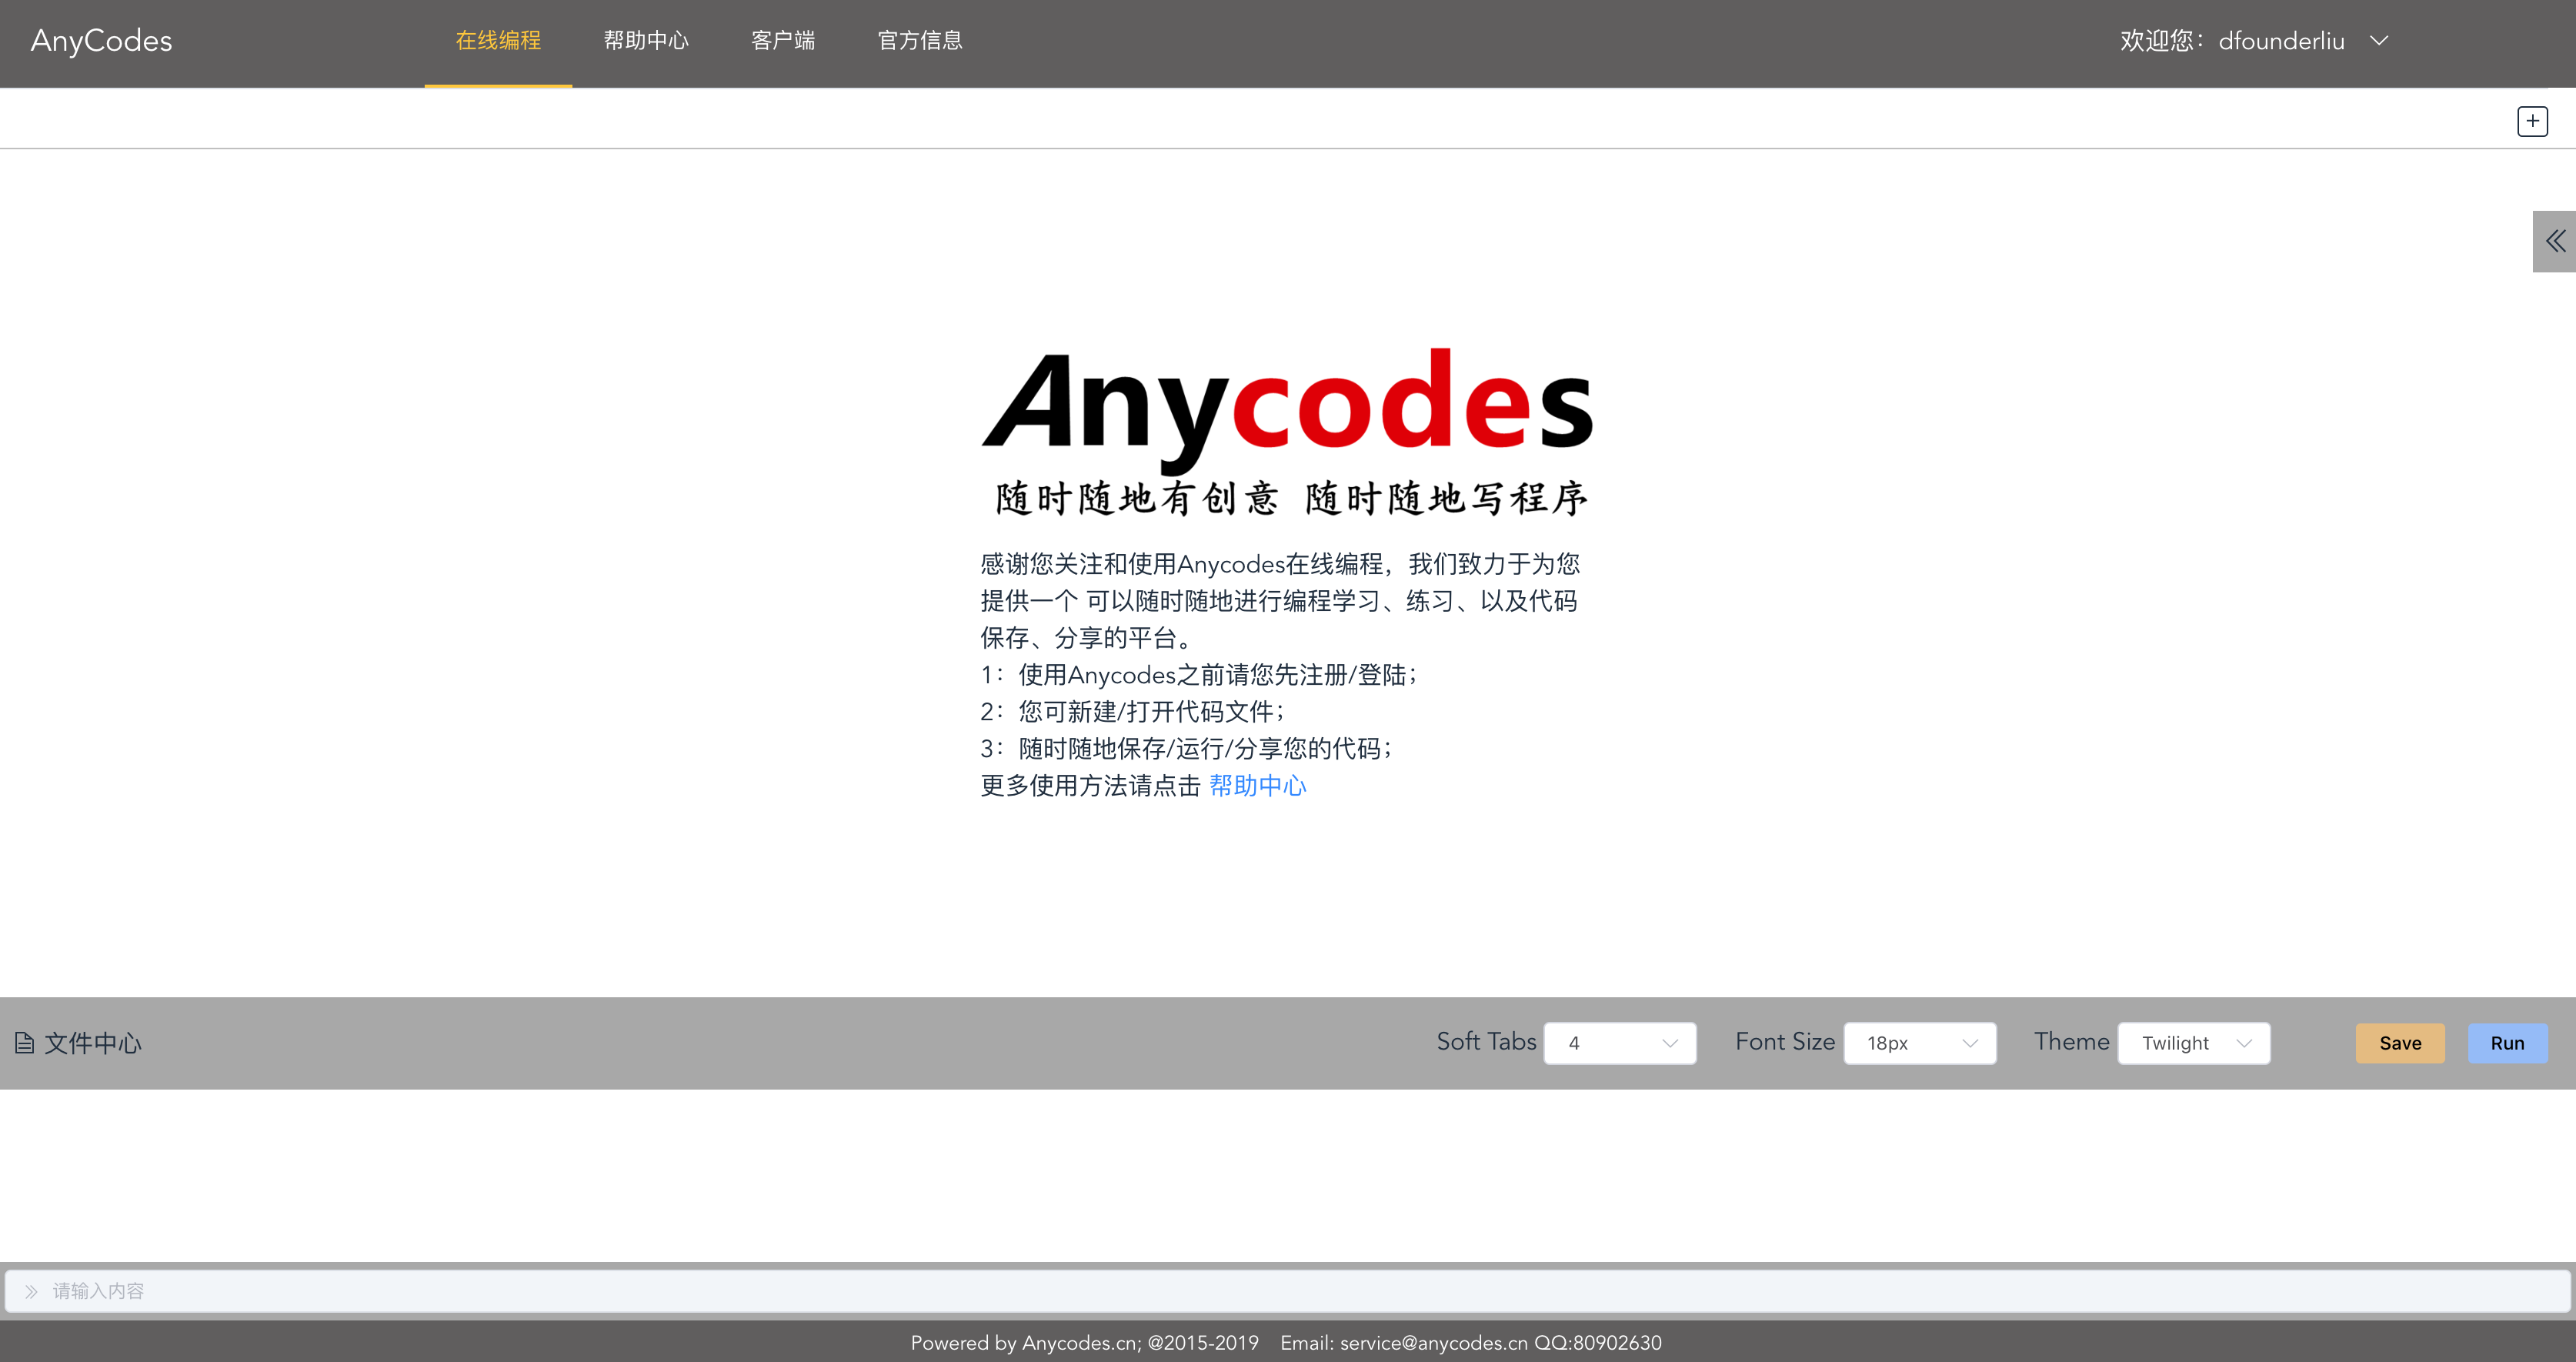 AnyCodes
在线编程
帮助中心
客户端
官方信息
欢迎您：dfounderliu
Anycodes
随时随地有创意 随时随地写程序
感谢您关注和使用Anycodes在线编程，我们致力于为您
提供一个 可以随时随地进行编程学习、练习、以及代码
保存、分享的平台。
1：使用Anycodes之前请您先注册/登陆；
2：您可新建/打开代码文件；
3：随时随地保存/运行/分享您的代码；
更多使用方法请点击 帮助中心
文件中心
Soft Tabs 4
Font Size 18px
Theme Twilight
Save
Run
请输入内容
Powered by Anycodes.cn; @2015-2019 Email: service@anycodes.cn QQ:80902630